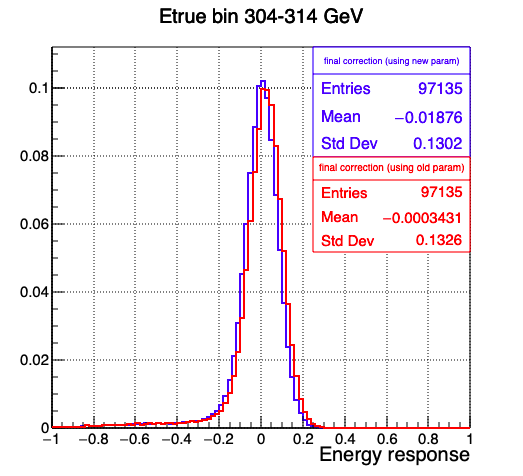 Etrue bin 304-314 GeV
final correction (using new param)
Entries 97135
Mean −0.01876
Std Dev 0.1302
final correction (using old param)
Entries 97135
Mean −0.0003431
Std Dev 0.1326
0.1
0.08
0.06
0.04
0.02
0
−1 −0.8 −0.6 −0.4 −0.2 0 0.2 0.4 0.6 0.8 1
Energy response